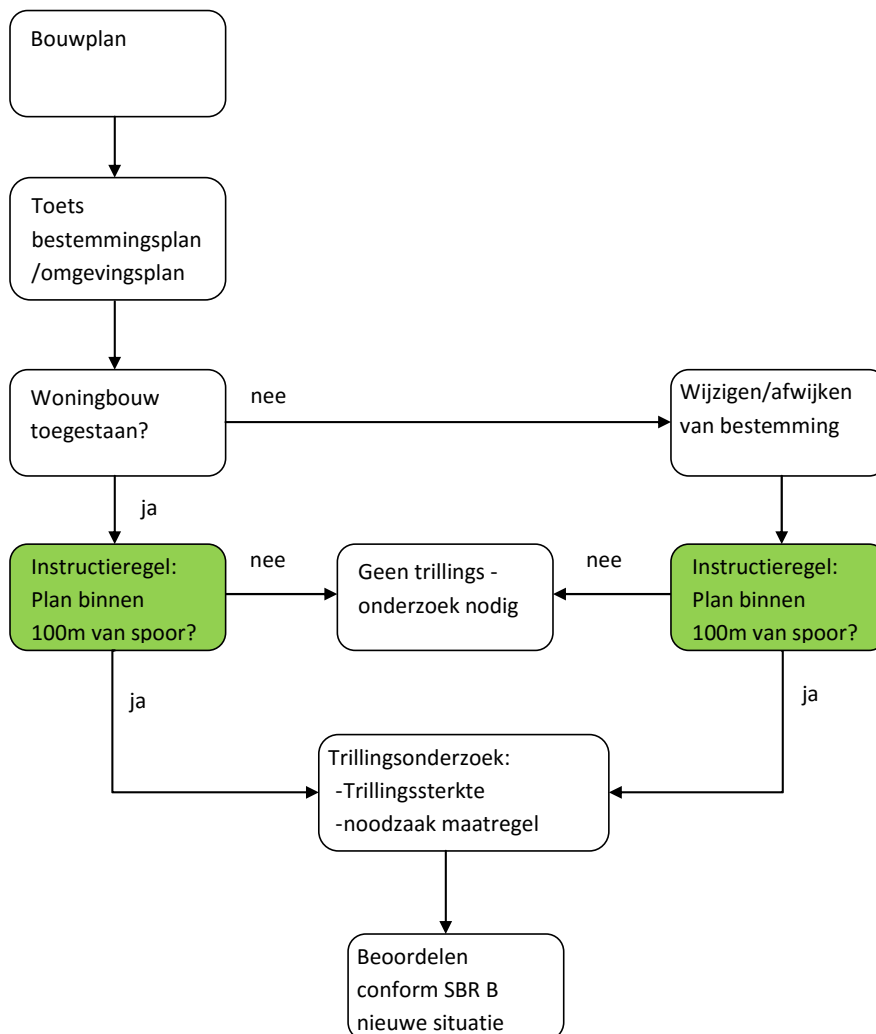 Bouwplan
Toets
bestemmingsplan
/omgevingsplan
Woningbouw
toegestaan?
nee
Wijzigen/afwijken
van bestemming
ja
Instructieregel:
Plan binnen
100m van spoor?
nee
Geen trillings -
onderzoek nodig
nee
Instructieregel:
Plan binnen
100m van spoor?
ja
ja
Trillingsonderzoek:
-Trillingssterkte
-noodzaak maatregel
Beoordelen
conform SBR B
nieuwe situatie